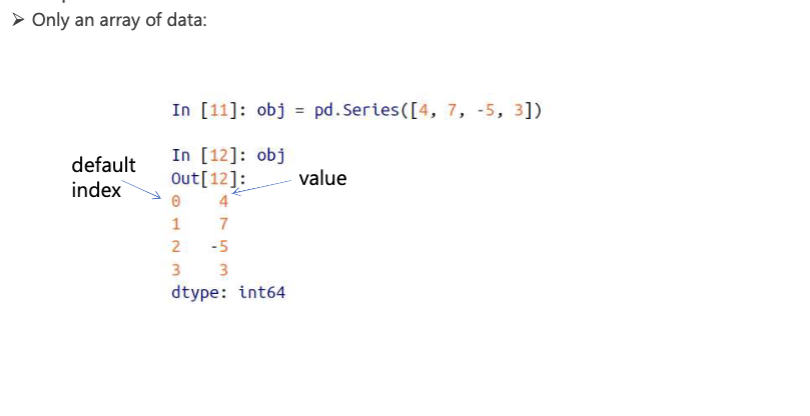 ➤ Only an array of data:
In [11]: obj = pd.Series([4, 7, -5, 3])
In [12]: obj
Out[12]:
default
index
value
0 4
1 7
2 -5
3 3
dtype: int64